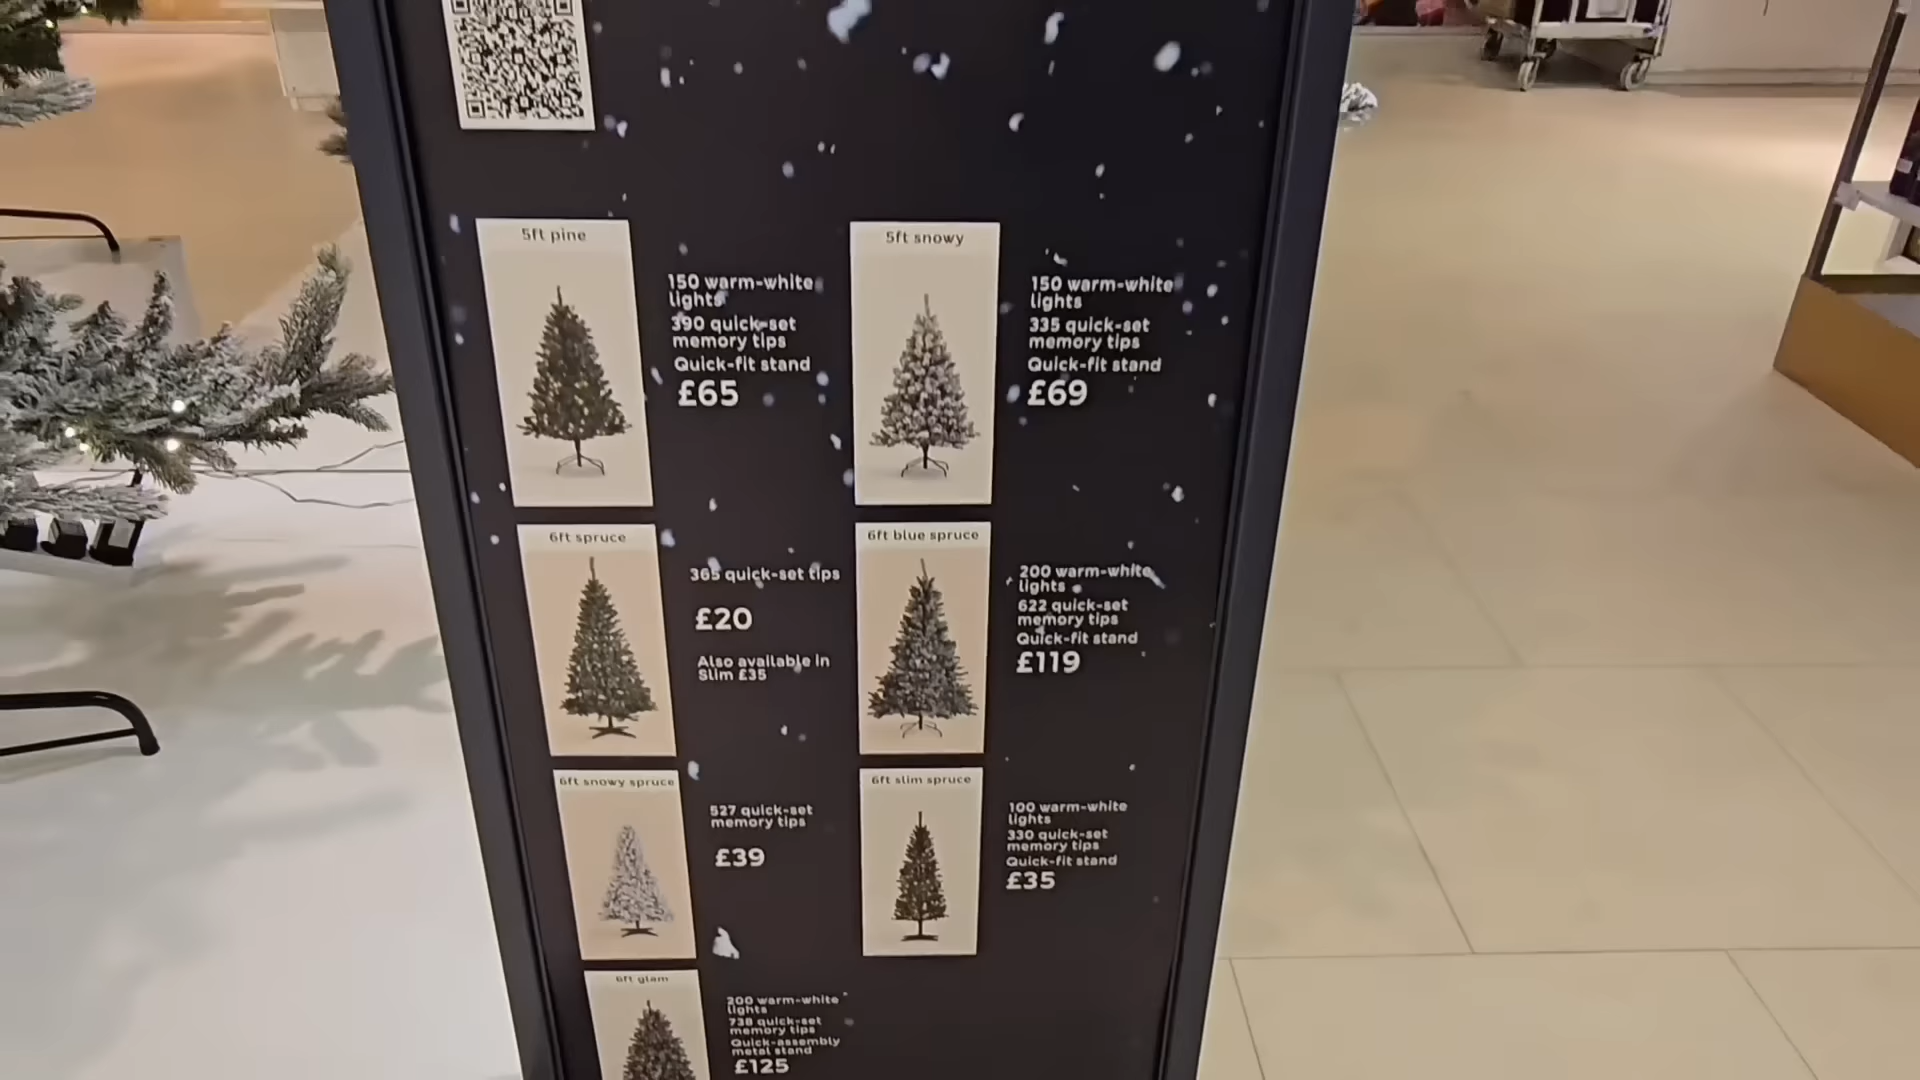 5ft pine
150 warm-white
lights
390 quick-set
memory tips
Quick-fit stand
£65
5ft snowy
150 warm-white
lights
335 quick-set
memory tips
Quick-fit stand
£69
6ft spruce
365 quick-set tips
£20
Also available in
Slim £35
6ft blue spruce
200 warm-white
lights
622 quick-set
memory tips
Quick-fit stand
£119
6ft snowy spruce
527 quick-set
memory tips
£39
6ft slim spruce
100 warm-white
lights
330 quick-set
memory tips
Quick-fit stand
£35
6ft glam
200 warm-white
lights
738 quick-set
memory tips
Quick-assembly
metal stand
£125